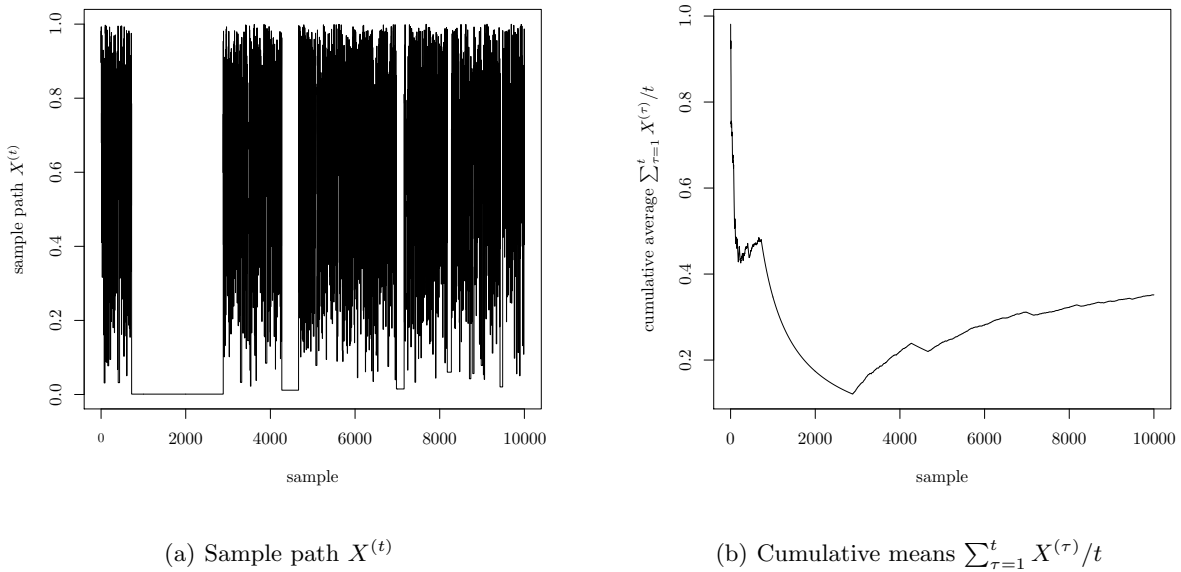 1.0
0.8
0.6
0.4
0.2
0.0
sample path X^{(t)}
0 2000 4000 6000 8000 10000
sample
(a) Sample path X^{(t)}
1.0
0.8
0.6
0.4
0.2
cumulative average ∑_{τ=1}^{t} X^{(τ)}/t
0 2000 4000 6000 8000 10000
sample
(b) Cumulative means ∑_{τ=1}^{t} X^{(τ)}/t